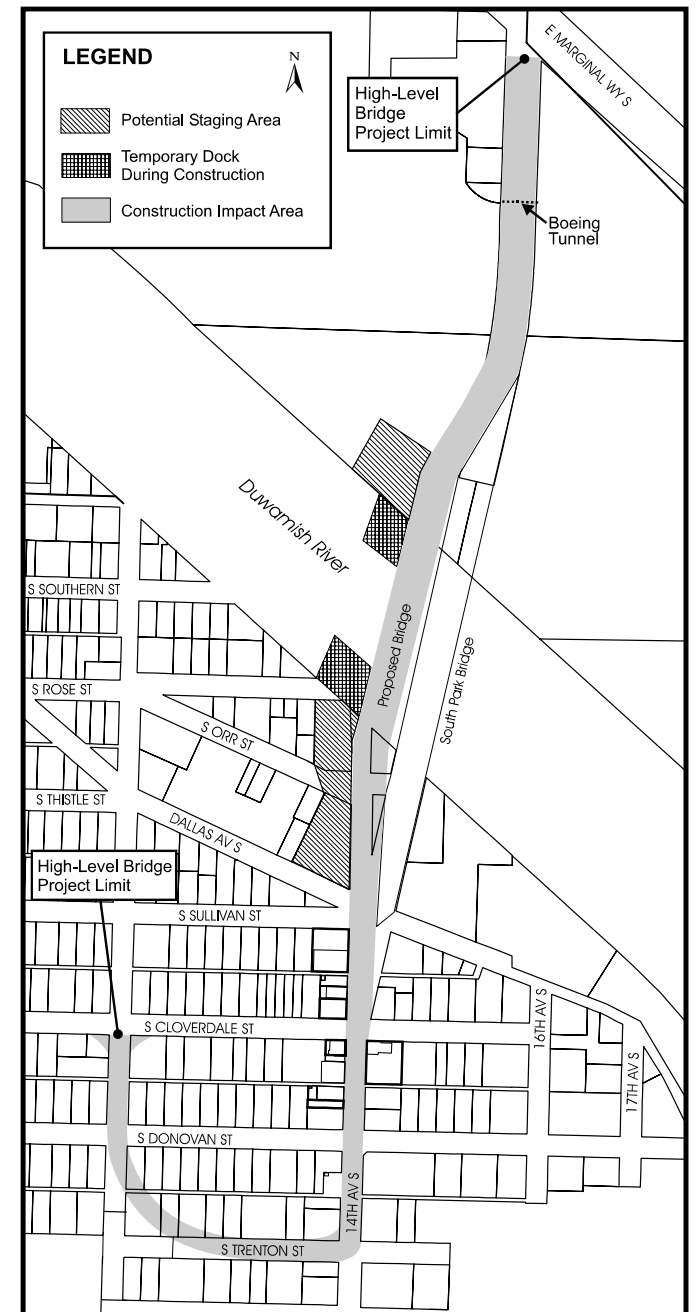 LEGEND
N
Potential Staging Area
Temporary Dock
During Construction
Construction Impact Area
E MARGINAL WY S
High-Level
Bridge
Project Limit
Boeing
Tunnel
Duwamish River
S SOUTHERN ST
Proposed Bridge
South Park Bridge
S ROSE ST
S ORR ST
S THISTLE ST
DALLAS AV S
High-Level Bridge
Project Limit
S SULLIVAN ST
S CLOVERDALE ST
16TH AV S
17TH AV S
S DONOVAN ST
14TH AV S
S TRENTON ST